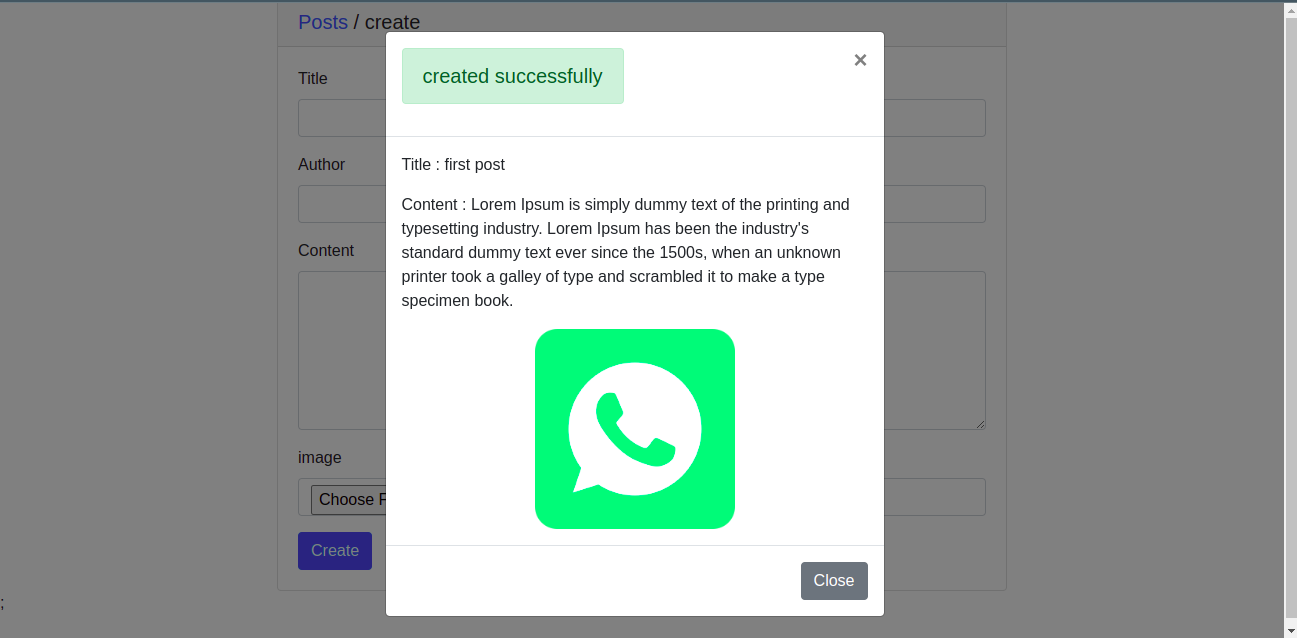 Posts / create
created successfully
×
Title
Title : first post
Author
Content : Lorem Ipsum is simply dummy text of the printing and
typesetting industry. Lorem Ipsum has been the industry's
standard dummy text ever since the 1500s, when an unknown
printer took a galley of type and scrambled it to make a type
specimen book.
Content
image
Choose F
Create
Close
;